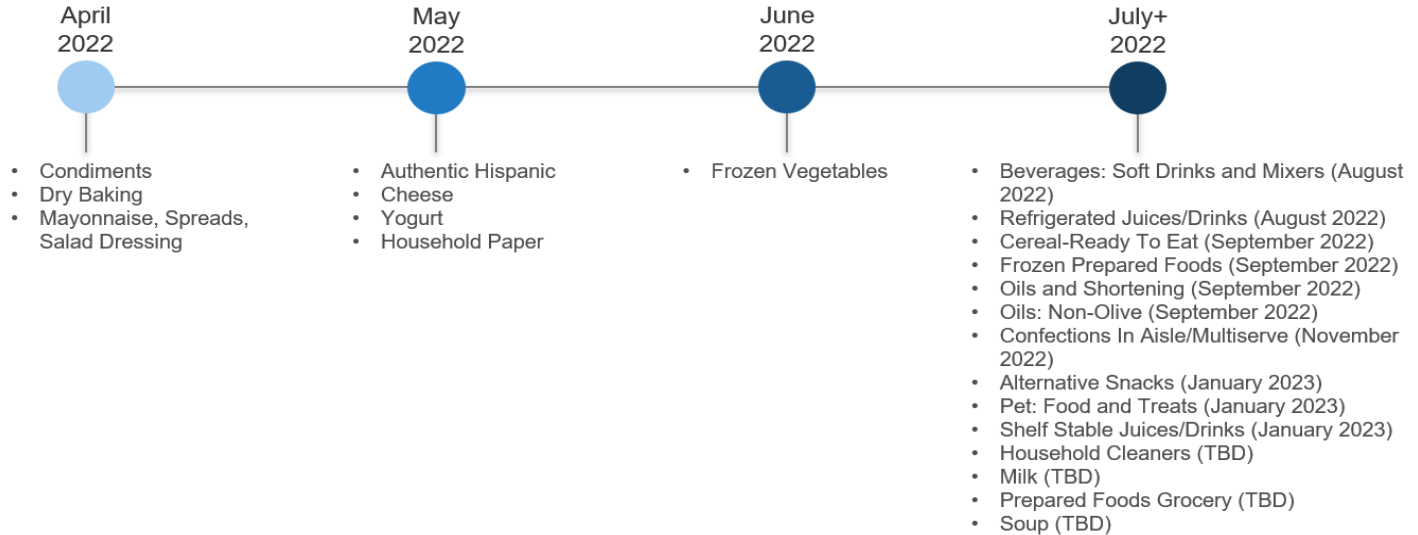 April
2022
May
2022
June
2022
July+
2022
• Condiments
• Dry Baking
• Mayonnaise, Spreads,
Salad Dressing
• Authentic Hispanic
• Cheese
• Yogurt
• Household Paper
• Frozen Vegetables
• Beverages: Soft Drinks and Mixers (August
2022)
• Refrigerated Juices/Drinks (August 2022)
• Cereal-Ready To Eat (September 2022)
• Frozen Prepared Foods (September 2022)
• Oils and Shortening (September 2022)
• Oils: Non-Olive (September 2022)
• Confections In Aisle/Multiserve (November
2022)
• Alternative Snacks (January 2023)
• Pet: Food and Treats (January 2023)
• Shelf Stable Juices/Drinks (January 2023)
• Household Cleaners (TBD)
• Milk (TBD)
• Prepared Foods Grocery (TBD)
• Soup (TBD)